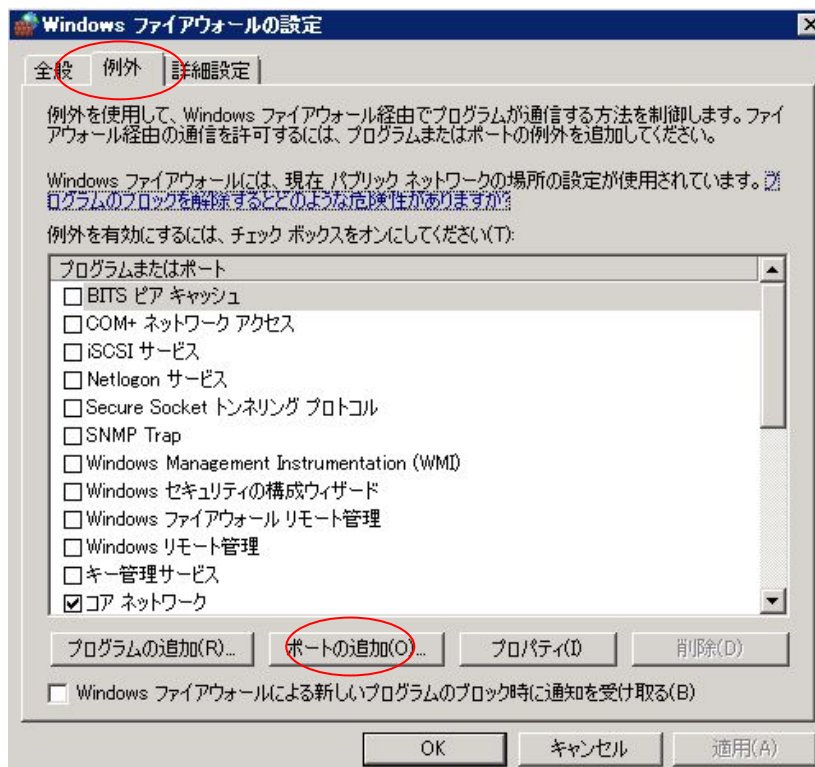 Windows ファイアウォールの設定
全般 例外 詳細設定
例外を使用して、Windows ファイアウォール経由でプログラムが通信する方法を制御します。ファイ
アウォール経由の通信を許可するには、プログラムまたはポートの例外を追加してください。
Windows ファイアウォールには、現在 パブリック ネットワークの場所の設定が使用されています。プ
ログラムのブロックを解除するとどのような危険性がありますか?
例外を有効にするには、チェック ボックスをオンにしてください(T):
プログラムまたはポート
BITS ピア キャッシュ
COM+ ネットワーク アクセス
iSCSI サービス
Netlogon サービス
Secure Socket トンネリング プロトコル
SNMP Trap
Windows Management Instrumentation (WMI)
Windows セキュリティの構成ウィザード
Windows ファイアウォール リモート管理
Windows リモート管理
キー管理サービス
コア ネットワーク
プログラムの追加(R)... ポートの追加(O)... プロパティ(I) 削除(D)
Windows ファイアウォールによる新しいプログラムのブロック時に通知を受け取る(B)
OK キャンセル 適用(A)